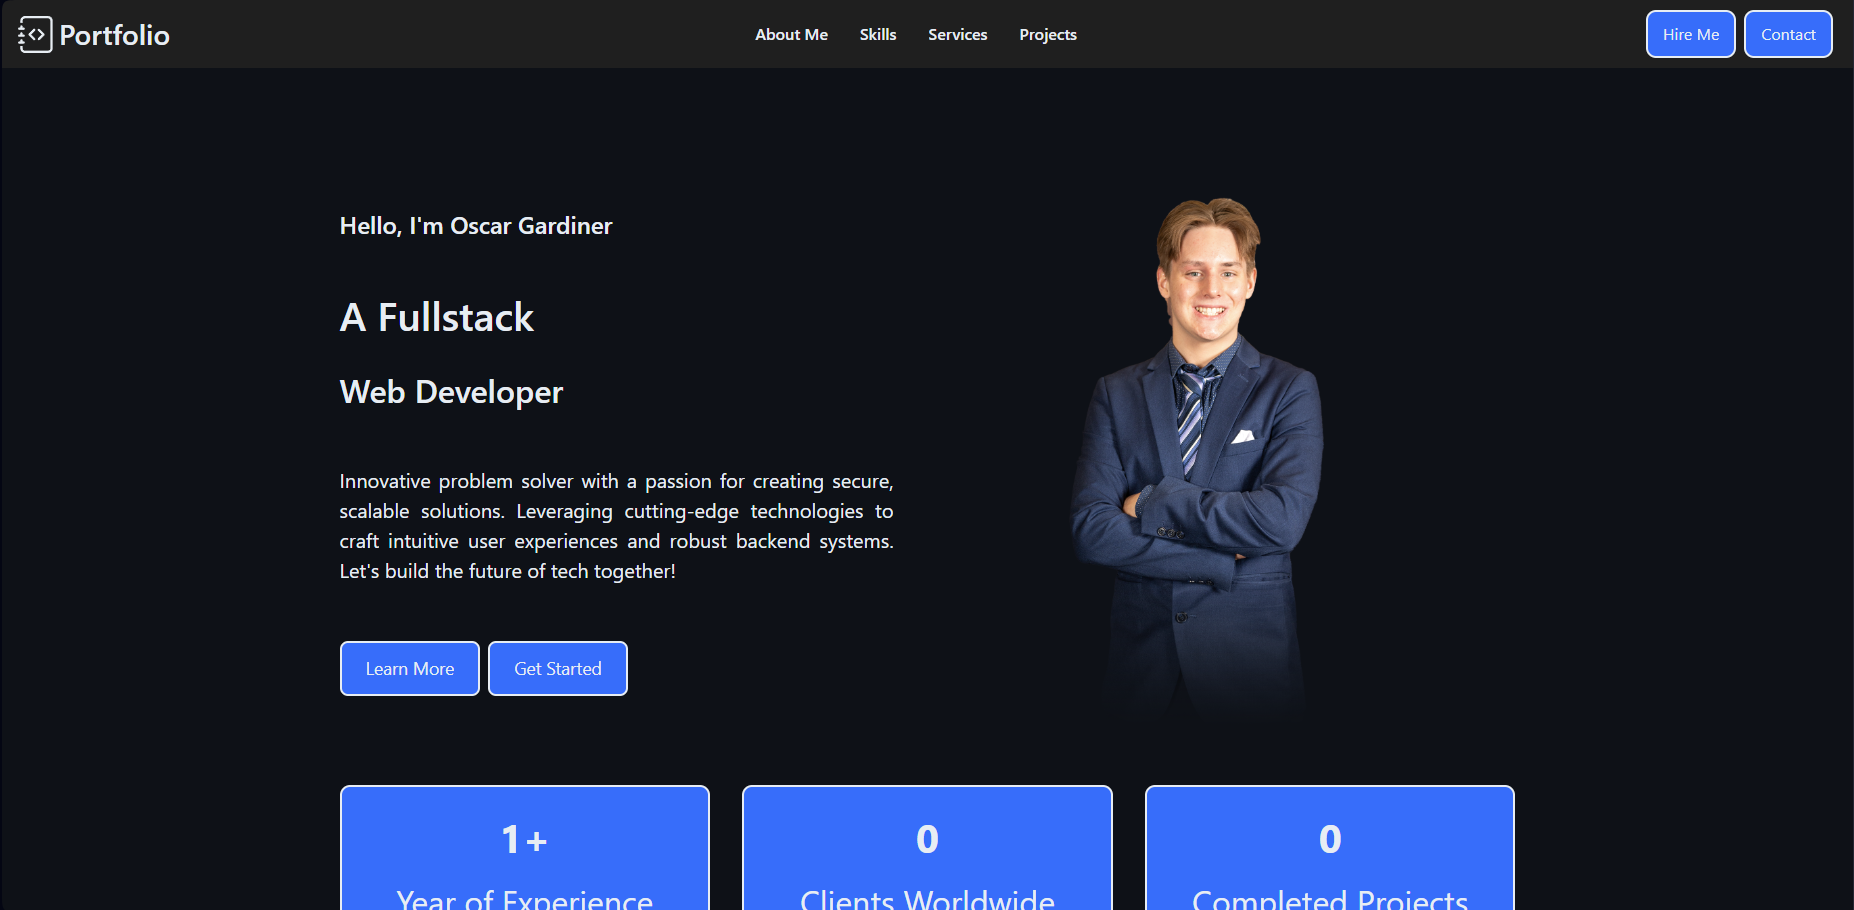 Portfolio
About Me
Skills
Services
Projects
Hire Me
Contact
Hello, I'm Oscar Gardiner
A Fullstack
Web Developer
Innovative problem solver with a passion for creating secure,
scalable solutions. Leveraging cutting-edge technologies to
craft intuitive user experiences and robust backend systems.
Let's build the future of tech together!
Learn More
Get Started
1+
Year of Experience
0
Clients Worldwide
0
Completed Projects